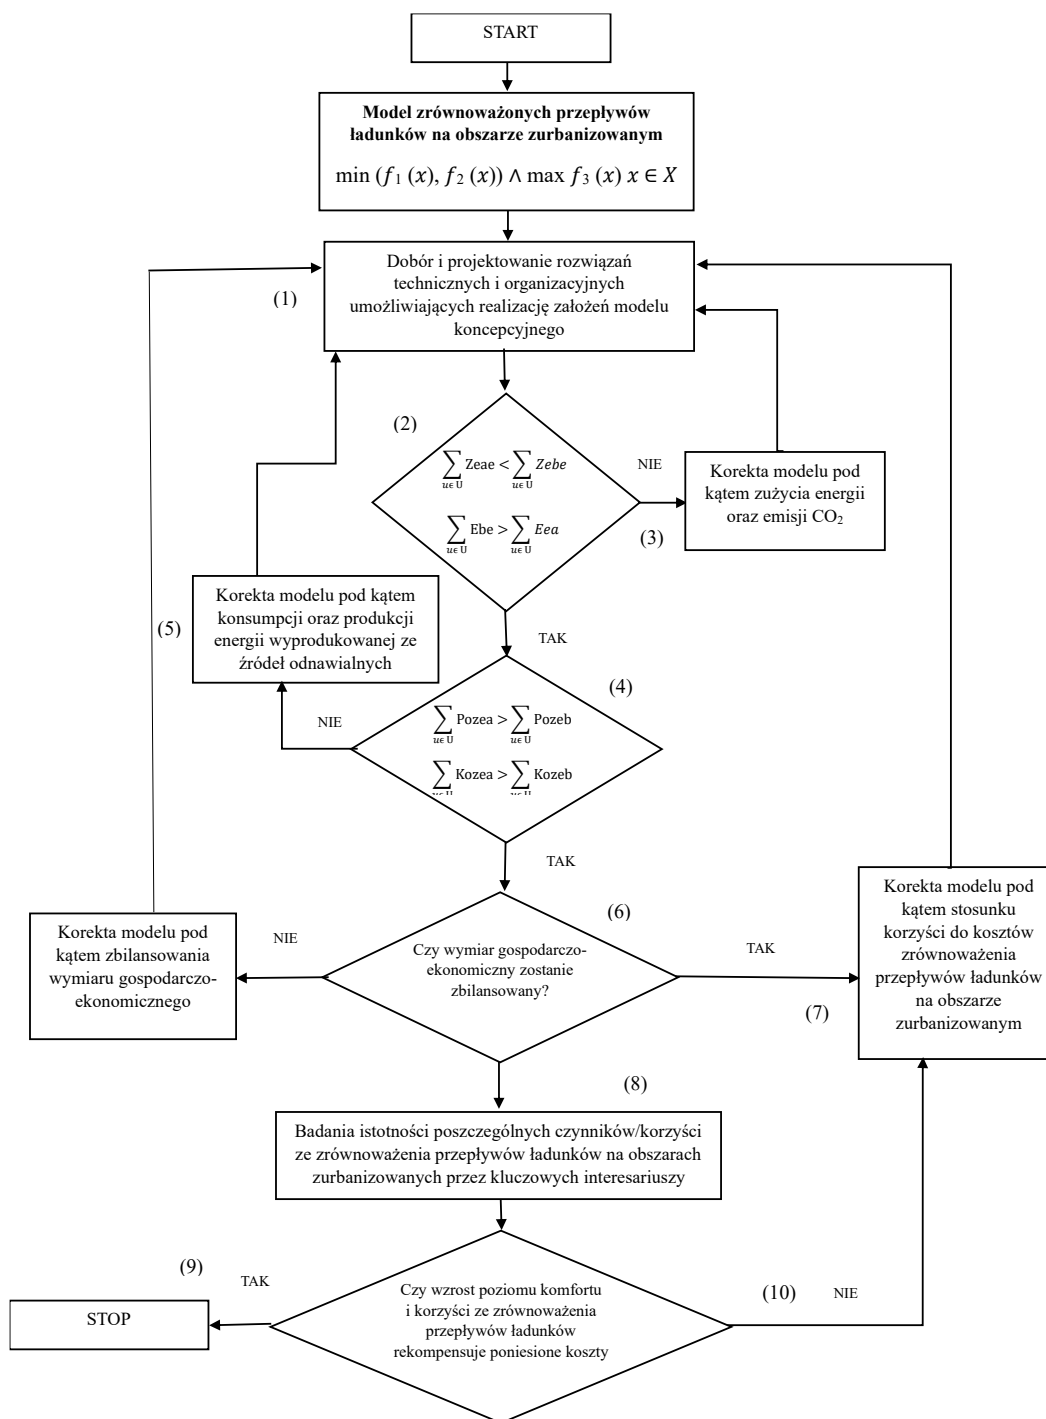 START
Model zrównoważonych przepływów
ładunków na obszarze zurbanizowanym
min (f₁ (x), f₂ (x)) ∧ max f₃ (x) x ∈ X
Dobór i projektowanie rozwiązań
technicznych i organizacyjnych
umożliwiających realizację założeń modelu
koncepcyjnego
(1)
(2)
∑ Zeae < ∑ Zebe
u∈U u∈U
∑ Ebe > ∑ Eea
u∈U u∈U
NIE
(3)
Korekta modelu pod
kątem zużycia energii
oraz emisji CO₂
Korekta modelu pod kątem
konsumpcji oraz produkcji
energii wyprodukowanej ze
źródeł odnawialnych
(5)
TAK
(4)
NIE
∑ Pozea > ∑ Pozeb
u∈U u∈U
∑ Kozea > ∑ Kozeb
u∈U u∈U
TAK
(6)
Czy wymiar gospodarczo-
ekonomiczny zostanie
zbilansowany?
NIE
Korekta modelu pod
kątem zbilansowania
wymiaru gospodarczo-
ekonomicznego
TAK
(7)
Korekta modelu pod
kątem stosunku
korzyści do kosztów
zrównoważenia
przepływów ładunków
na obszarze
zurbanizowanym
(8)
Badania istotności poszczególnych czynników/korzyści
ze zrównoważenia przepływów ładunków na obszarach
zurbanizowanych przez kluczowych interesariuszy
(9)
TAK
STOP
Czy wzrost poziomu komfortu
i korzyści ze zrównoważenia
przepływów ładunków
rekompensuje poniesione koszty
(10)
NIE